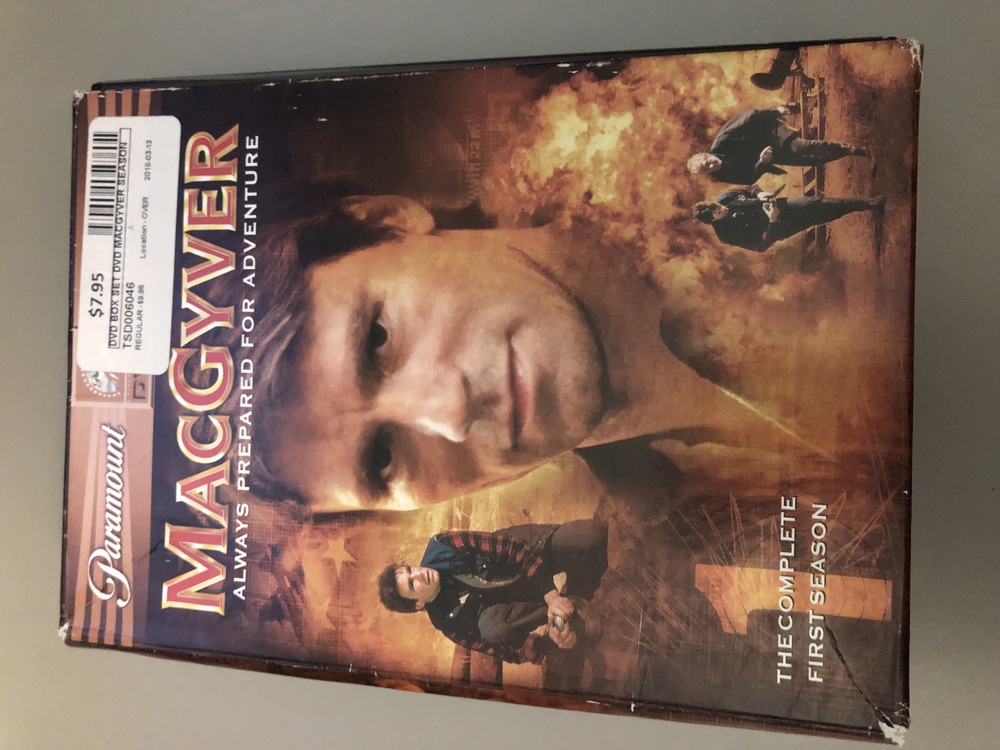 Paramount
$7.95
DVD BOX SET DVD MACGYVER SEASON
TSD006046
REGULAR - $9.95 Location - OVER 2018-03-13
MACGYVER
ALWAYS PREPARED FOR ADVENTURE
1
THE COMPLETE
FIRST SEASON